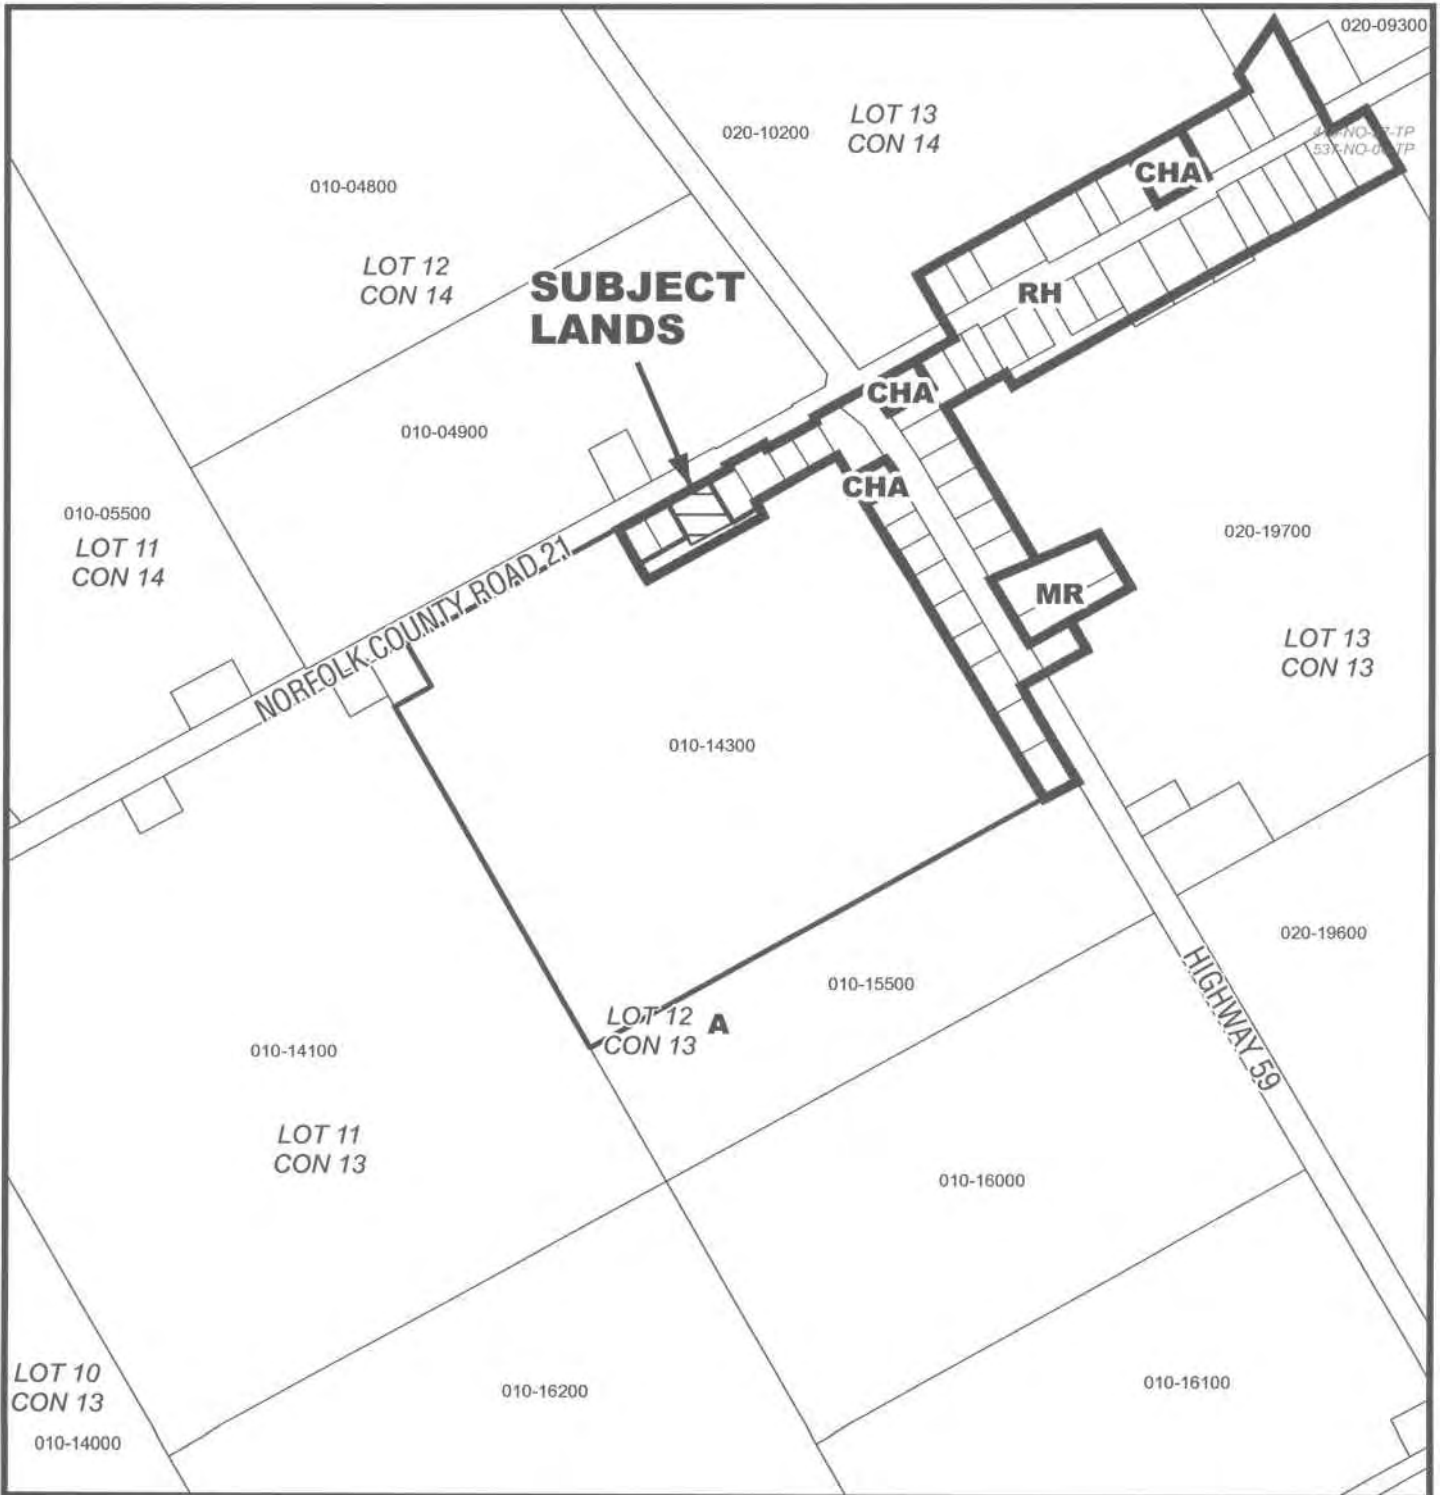 020-09300
LOT 13
CON 14
020-10200
CHA
010-04800
LOT 12
CON 14
SUBJECT
LANDS
RH
CHA
010-04900
CHA
010-05500
LOT 11
CON 14
020-19700
NORFOLK COUNTY ROAD 21
MR
LOT 13
CON 13
010-14300
020-19600
010-15500
HIGHWAY 59
LOT 12
CON 13
A
010-14100
LOT 11
CON 13
010-16000
LOT 10
CON 13
010-16200
010-16100
010-14000